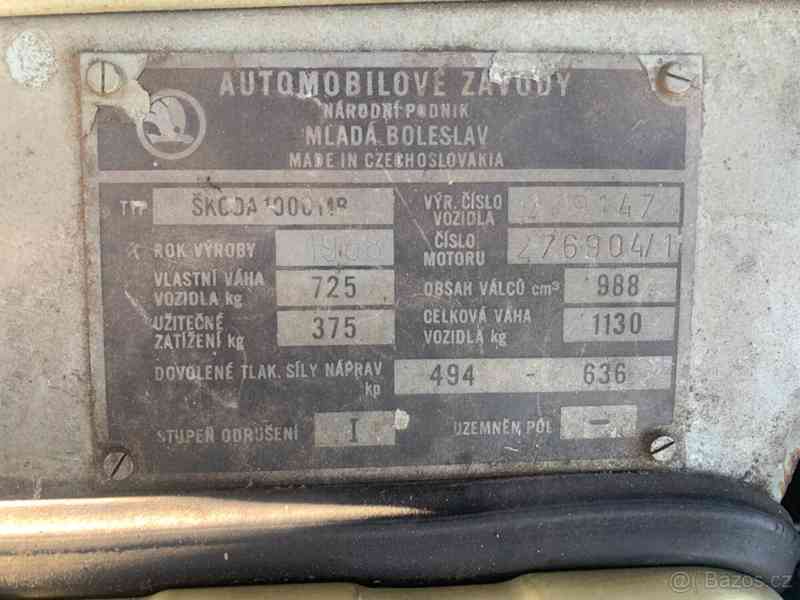 AUTOMOBILOVÉ ZÁVODY
NÁRODNÍ PODNIK
MLADÁ BOLESLAV
MADE IN CZECHOSLOVAKIA
TYP ŠKODA 1000 MB
VÝR. ČÍSLO VOZIDLA
ROK VÝROBY 1968
ČÍSLO MOTORU 276904/1
VLASTNÍ VÁHA VOZIDLA kg 725
OBSAH VÁLCŮ cm³ 988
UŽITEČNÉ ZATÍŽENÍ kg 375
CELKOVÁ VÁHA VOZIDLA kg 1130
DOVOLENÉ TLAK. SÍLY NÁPRAV kp 494 - 636
STUPEŇ ODRUŠENÍ I
UZEMNĚN PÓL -
Bazos.cz